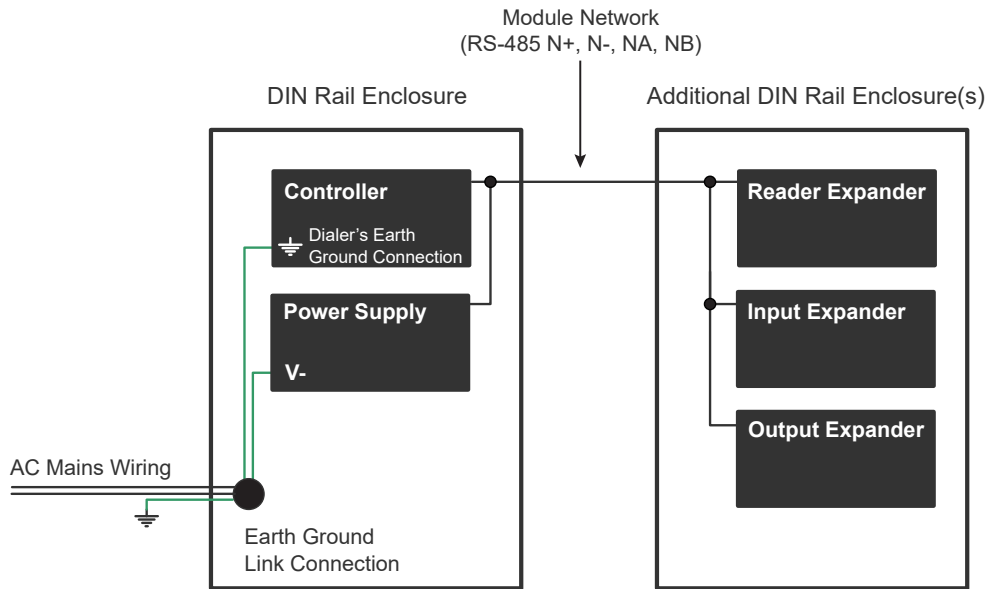 Module Network
(RS-485 N+, N-, NA, NB)
DIN Rail Enclosure
Additional DIN Rail Enclosure(s)
Controller
Dialer’s Earth
Ground Connection
Power Supply
V-
Reader Expander
Input Expander
Output Expander
AC Mains Wiring
Earth Ground
Link Connection